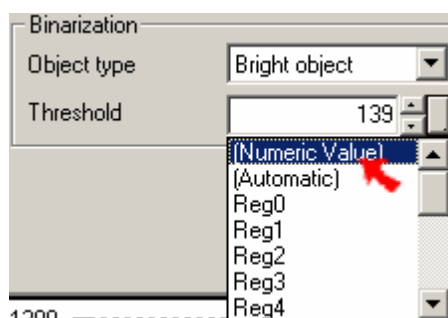 Binarization
Object type Bright object
Threshold 139
(Numeric Value)
(Automatic)
Reg0
Reg1
Reg2
Reg3
Reg4